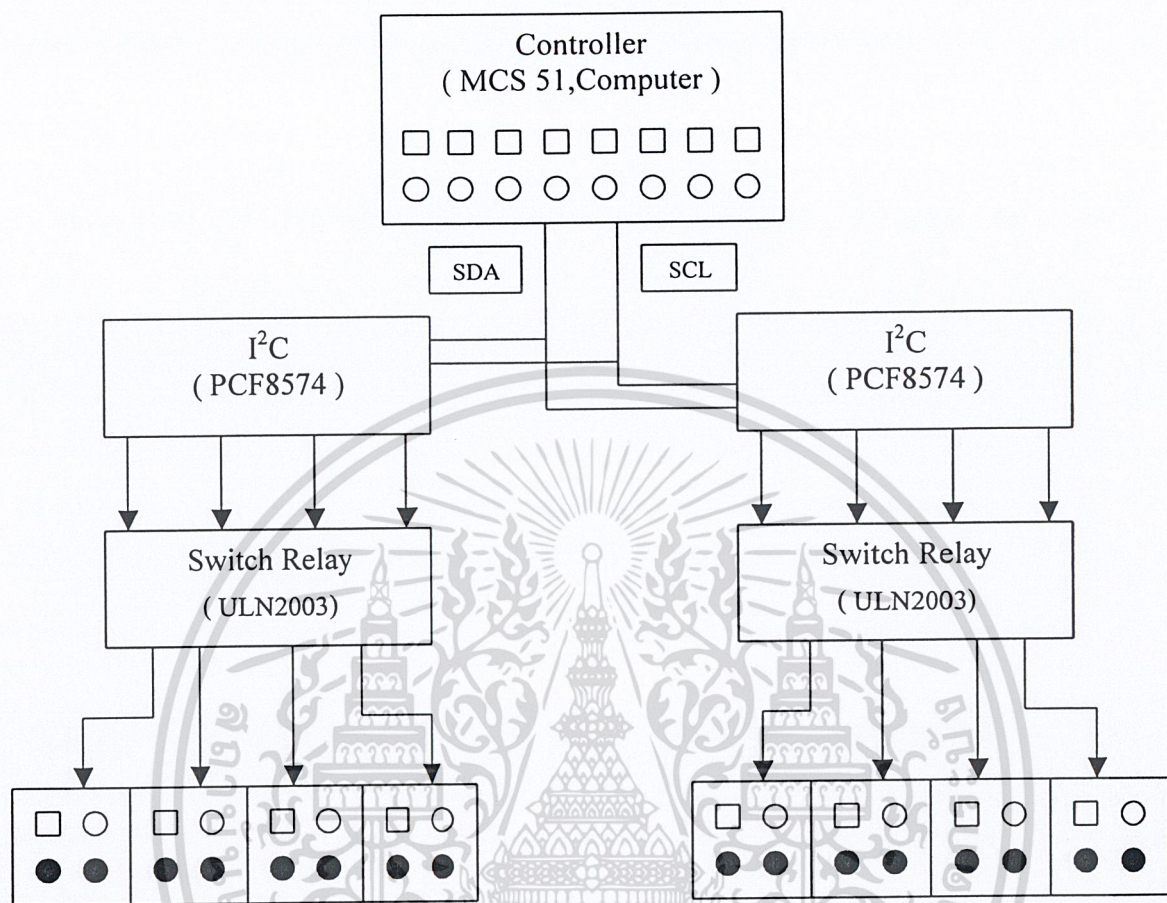 Controller
( MCS 51,Computer )
SDA
SCL
I²C
( PCF8574 )
I²C
( PCF8574 )
Switch Relay
( ULN2003)
Switch Relay
( ULN2003)